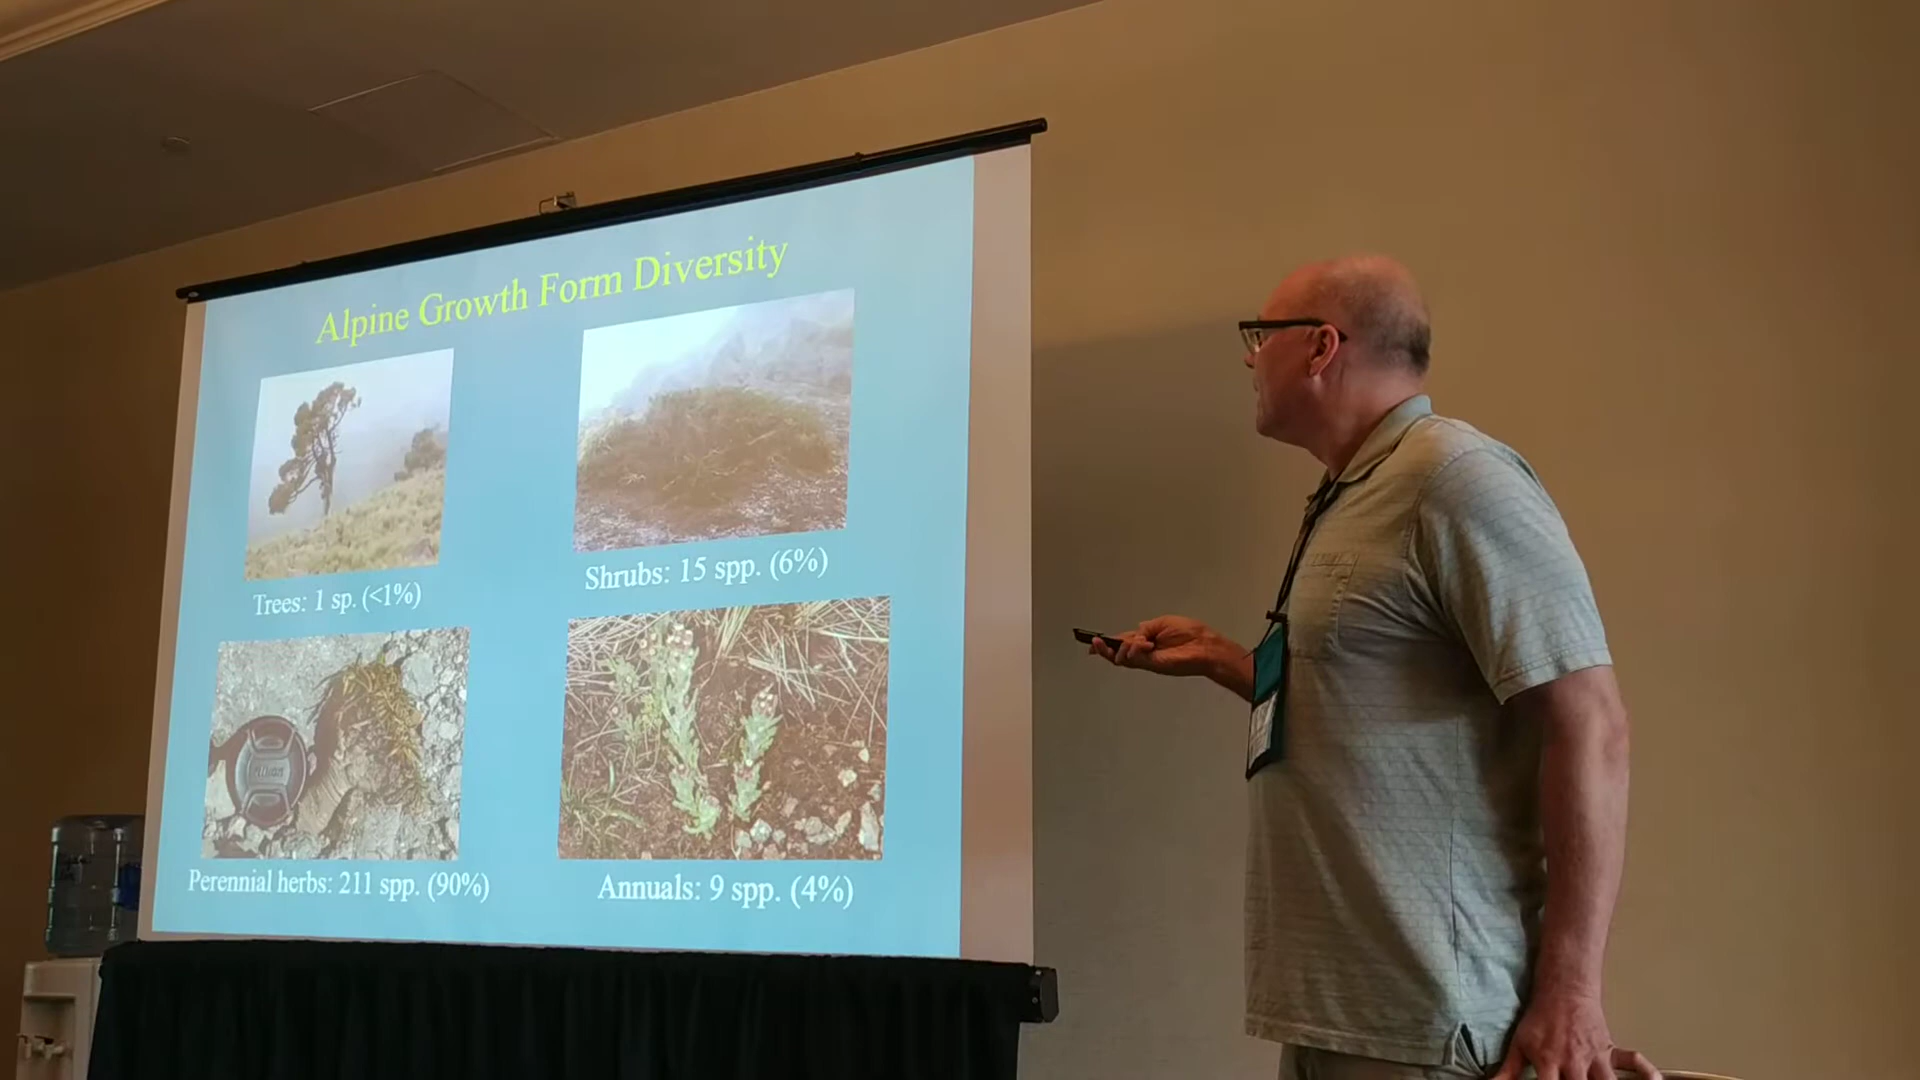 Alpine Growth Form Diversity
Trees: 1 sp. (<1%)
Shrubs: 15 spp. (6%)
Perennial herbs: 211 spp. (90%)
Annuals: 9 spp. (4%)